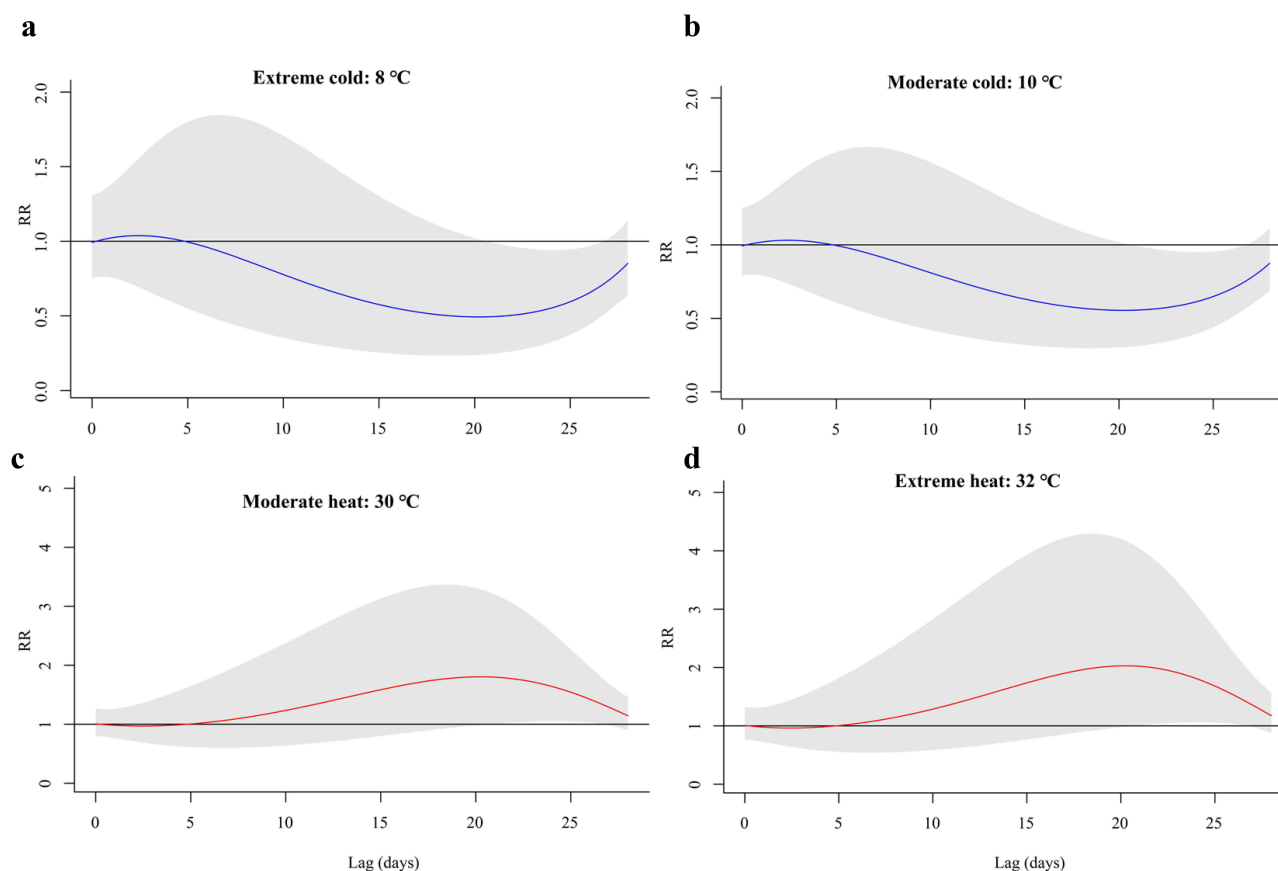 a
Extreme cold: 8 ℃
RR
2.0
1.5
1.0
0.5
0.0
0 5 10 15 20 25
b
Moderate cold: 10 ℃
RR
2.0
1.5
1.0
0.5
0.0
0 5 10 15 20 25
c
Moderate heat: 30 ℃
RR
5
4
3
2
1
0
0 5 10 15 20 25
Lag (days)
d
Extreme heat: 32 ℃
RR
5
4
3
2
1
0
0 5 10 15 20 25
Lag (days)